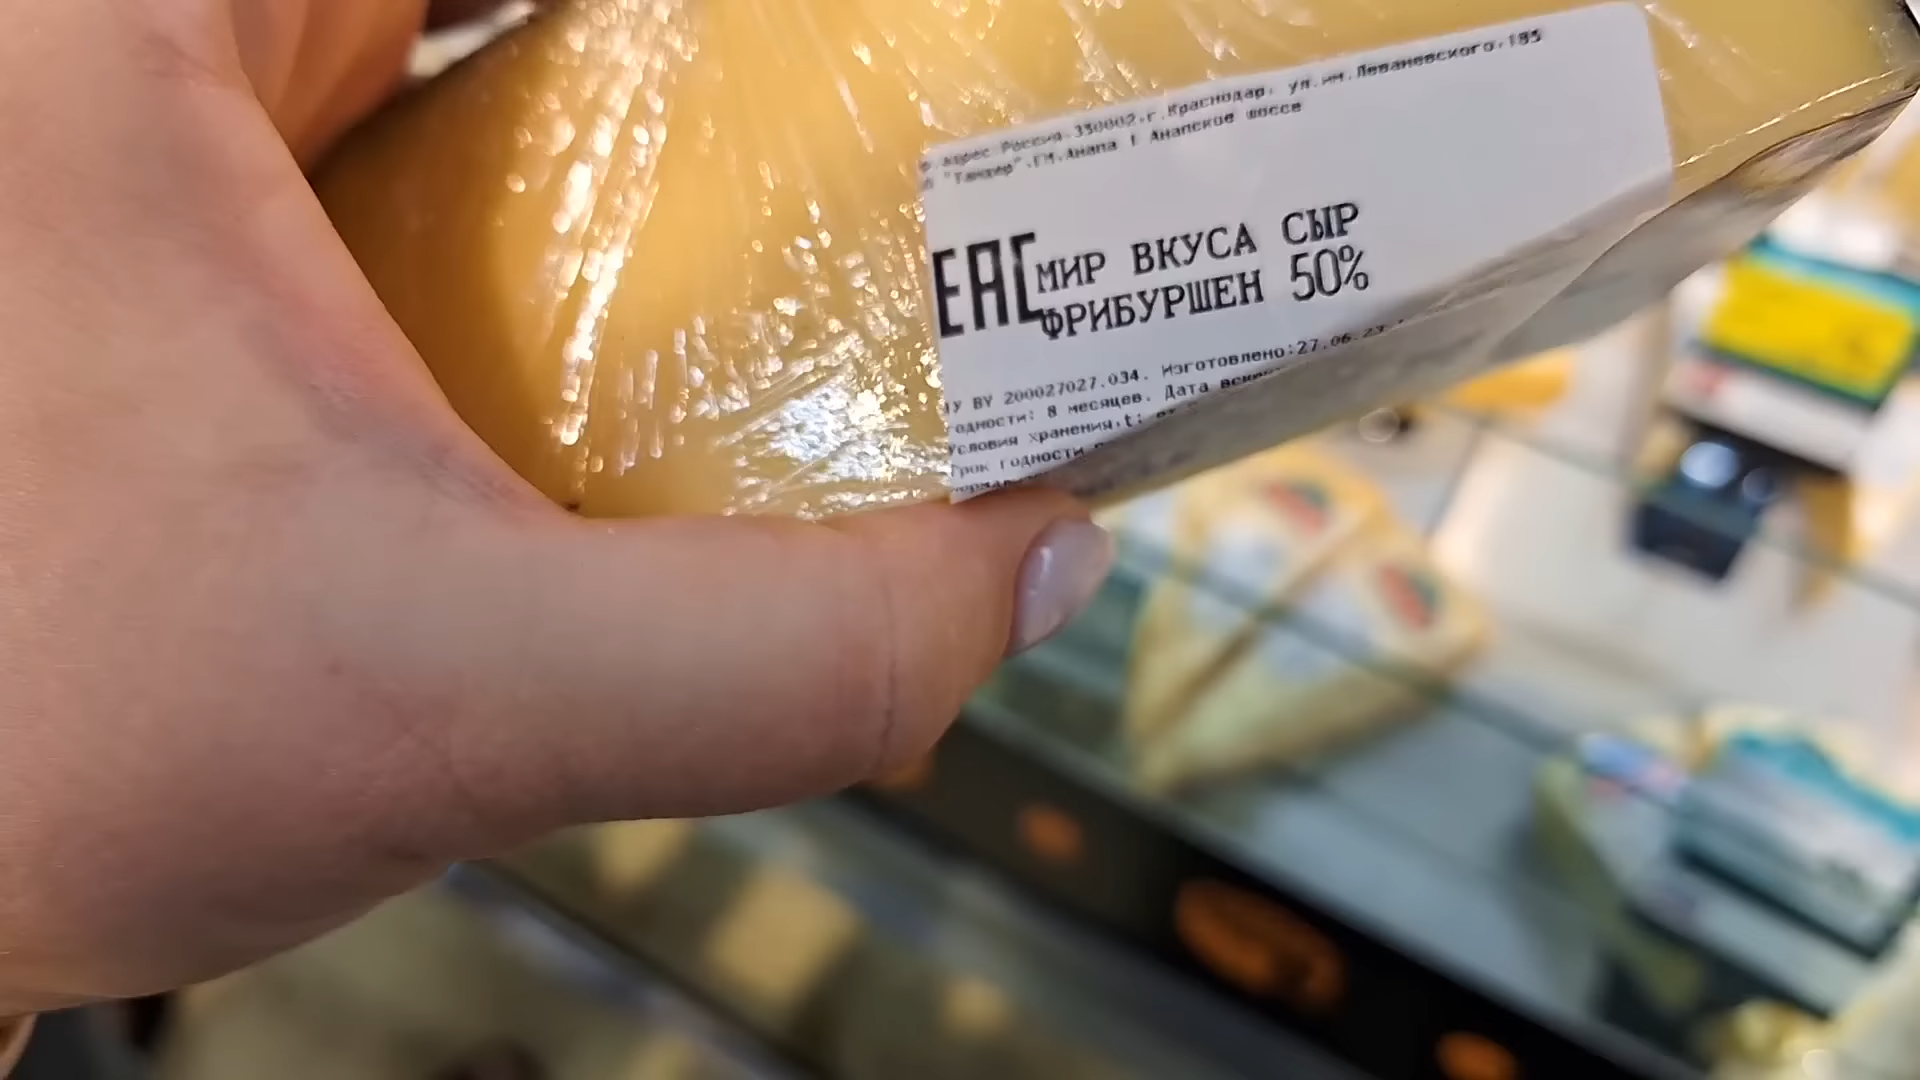 адрес Россия.350002.г.Краснодар. ул.им.Леваневского.185
"Тандер".ГМ.Анапа 1 Анапское шоссе
EAC МИР ВКУСА СЫР
ФРИБУРШЕН 50%
ТУ BY 200027027.034. Изготовлено:27.06.23
годности: 8 месяцев. Дата
Условия хранения.t: от
Срок годности